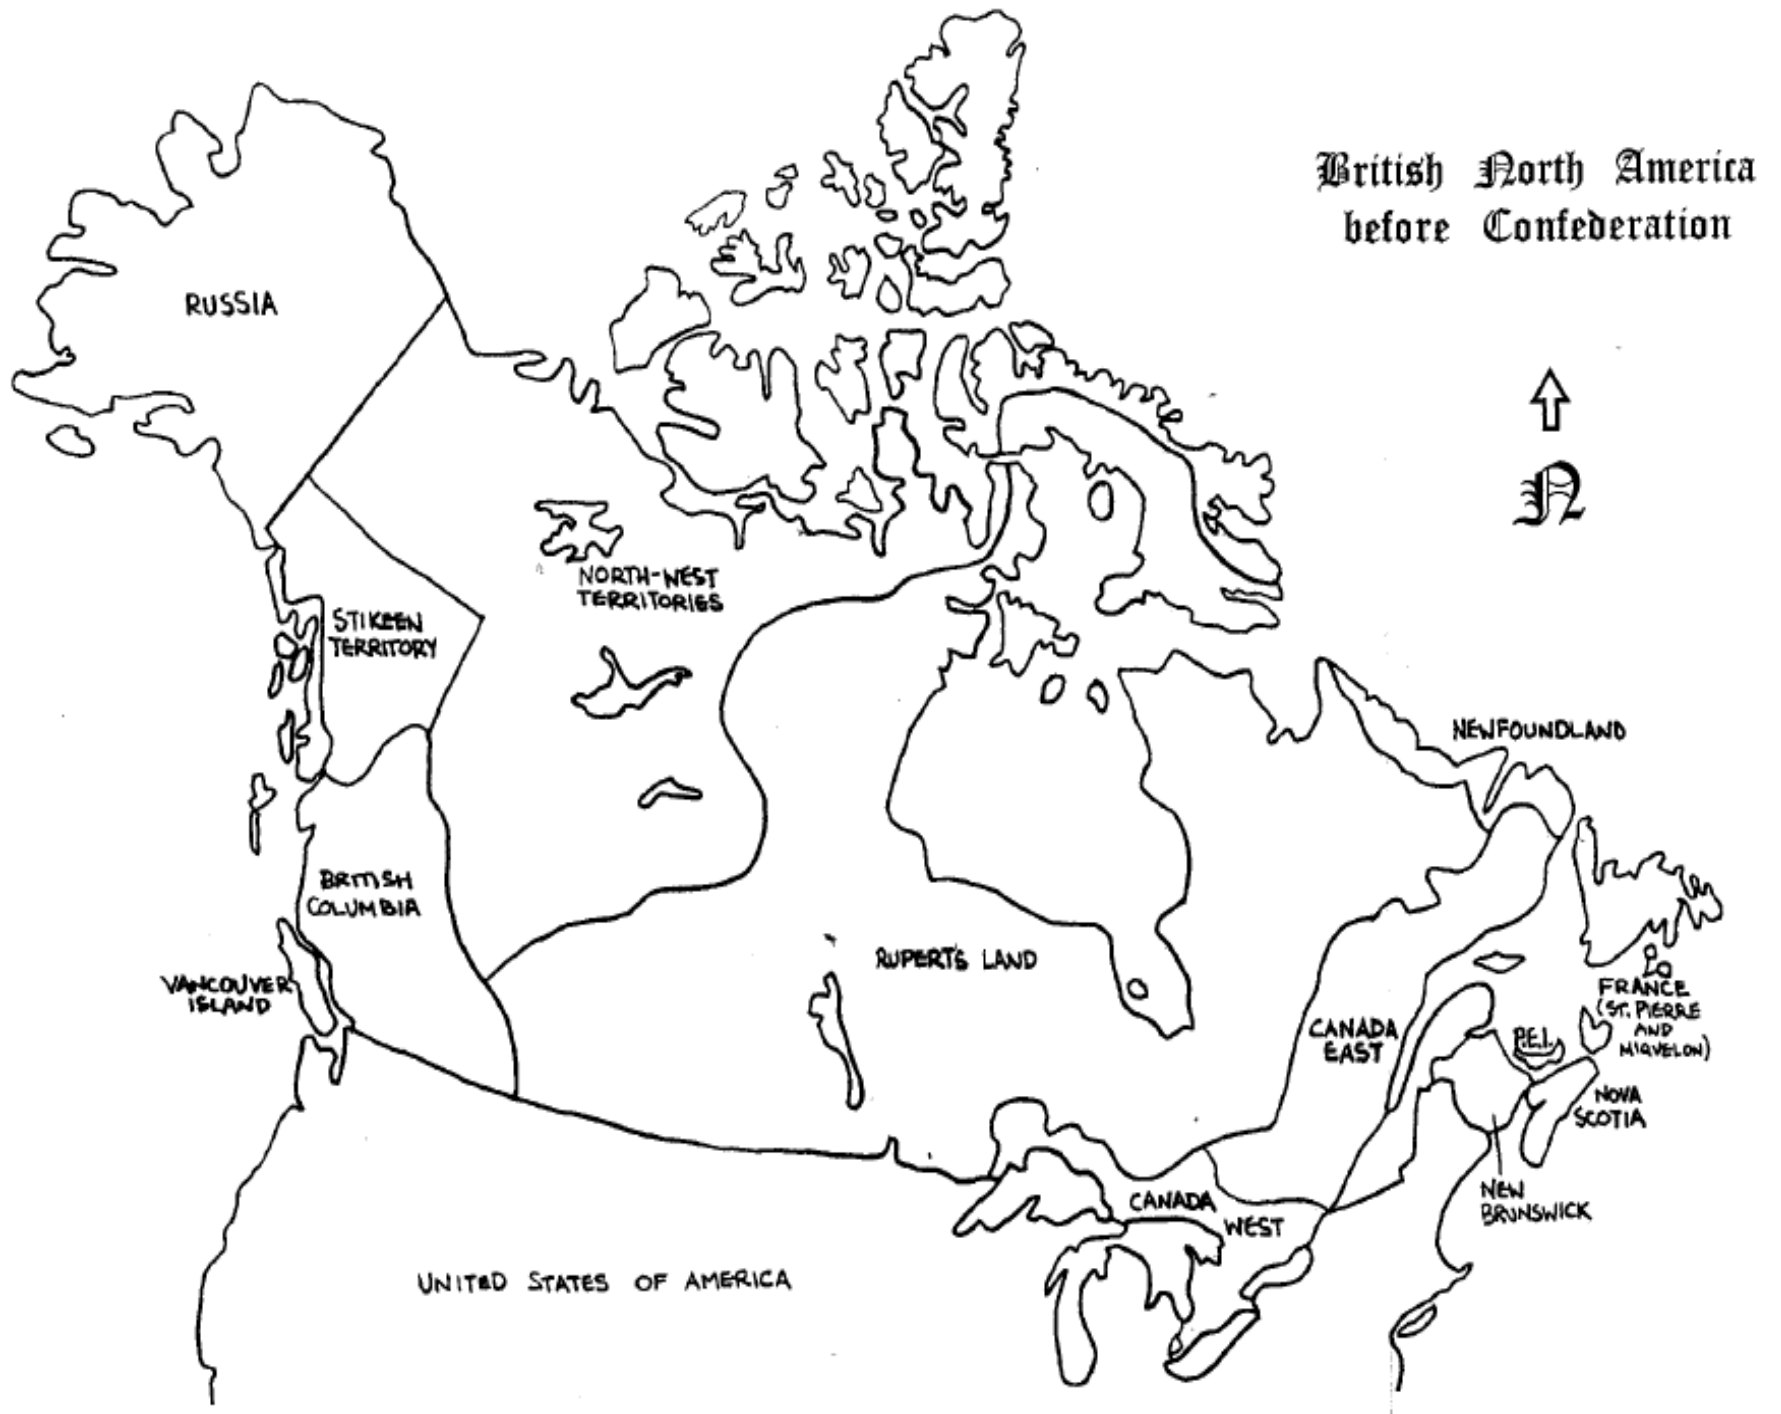 British North America
before Confederation
RUSSIA
N
NORTH-WEST
TERRITORIES
STIKEEN
TERRITORY
NEWFOUNDLAND
BRITISH
COLUMBIA
RUPERT'S LAND
VANCOUVER
ISLAND
FRANCE
(ST. PIERRE
AND
MIQUELON)
CANADA
EAST
P.E.I.
NOVA
SCOTIA
NEW
BRUNSWICK
CANADA
WEST
UNITED STATES OF AMERICA